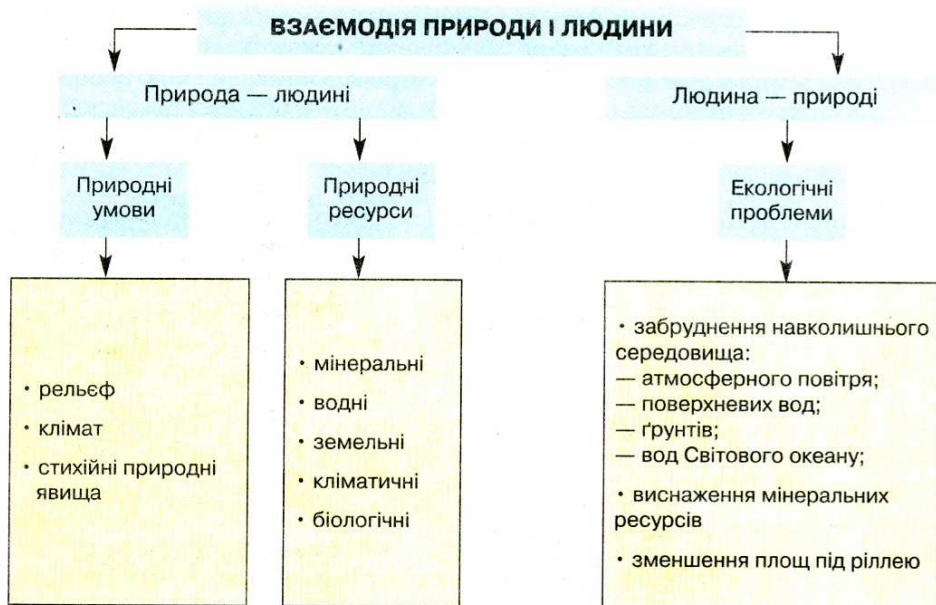 ВЗАЄМОДІЯ ПРИРОДИ І ЛЮДИНИ
Природа — людині
Людина — природі
Природні
умови
Природні
ресурси
Екологічні
проблеми
· рельєф
· клімат
· стихійні природні
явища
· мінеральні
· водні
· земельні
· кліматичні
· біологічні
· забруднення навколишнього
середовища:
— атмосферного повітря;
— поверхневих вод;
— ґрунтів;
— вод Світового океану;
· виснаження мінеральних
ресурсів
· зменшення площ під ріллею